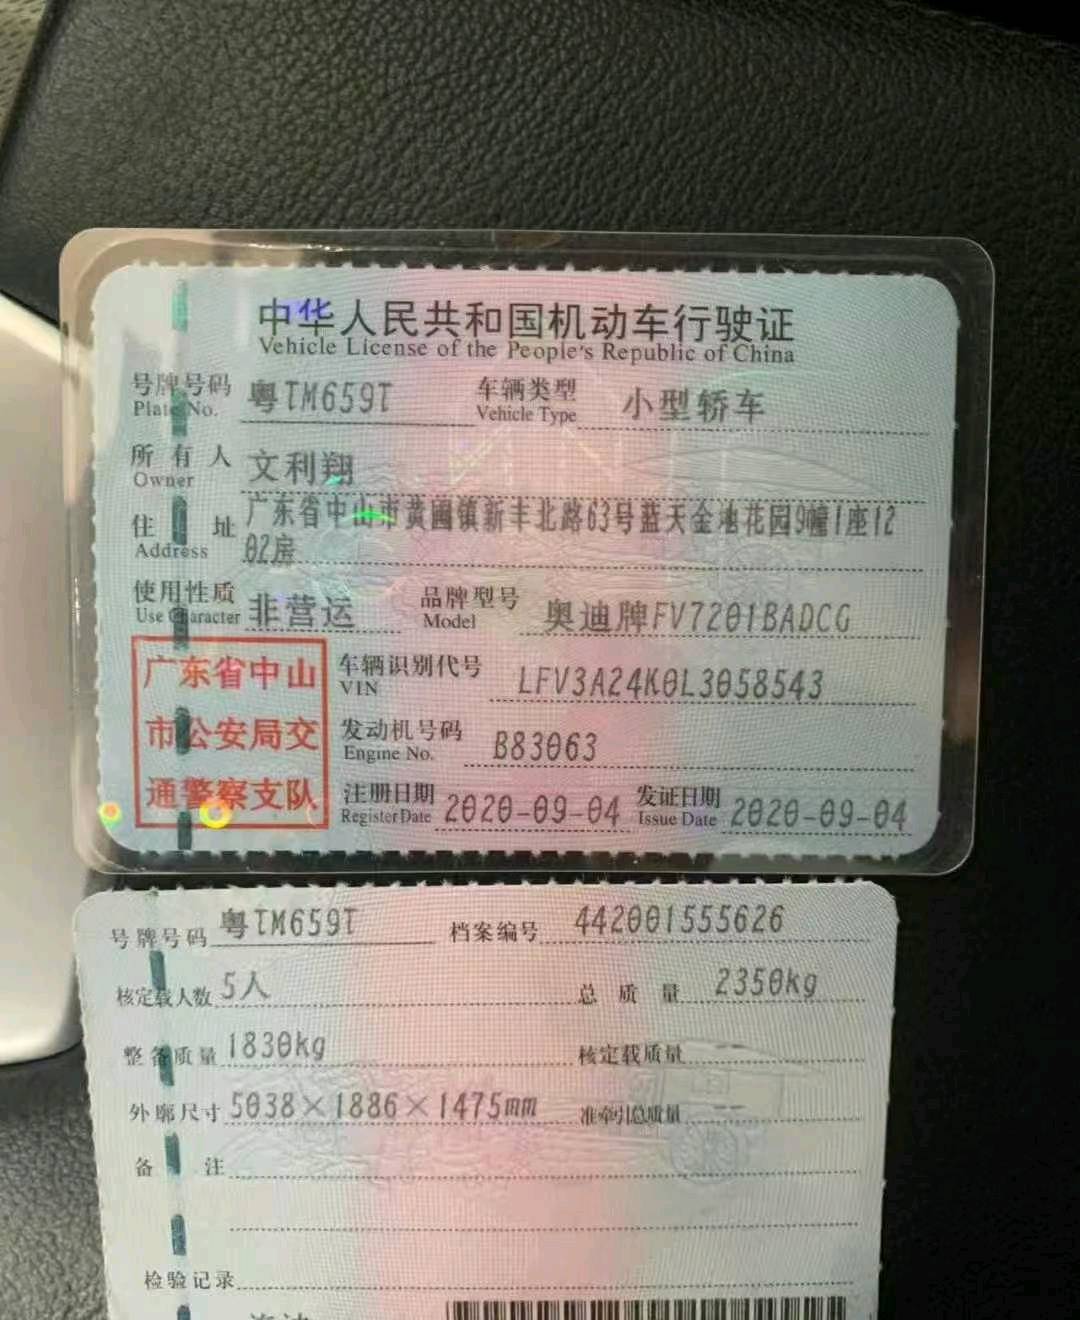 中华人民共和国机动车行驶证
Vehicle License of the People's Republic of China
号牌号码 粤TM659T 车辆类型 小型轿车
Plate No. Vehicle Type
所有人 文利翔
Owner
住址 广东省中山市黄圃镇新丰北路63号蓝天金地花园9幢1座12
Address 02房
使用性质 非营运 品牌型号 奥迪牌FV7201BADCG
Use Character Model
广东省中山
市公安局交
通警察支队
车辆识别代号 LFV3A24K0L3058543
VIN
发动机号码 B83063
Engine No.
注册日期 2020-09-04 发证日期 2020-09-04
Register Date Issue Date
号牌号码 粤TM659T 档案编号 442001555626
核定载人数 5人 总质量 2350kg
整备质量 1830kg 核定载质量
外廓尺寸 5038×1886×1475mm 准牵引总质量
备注
检验记录